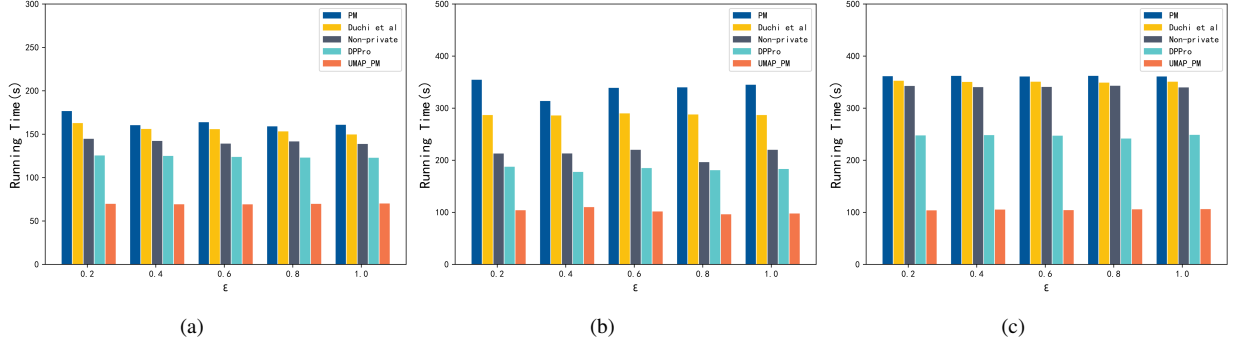 300
250
200
150
100
50
0
Running Time(s)
PM
Duchi et al
Non-private
DPPro
UMAP_PM
0.2 0.4 0.6 0.8 1.0
ε
(a)
500
400
300
200
100
0
Running Time(s)
PM
Duchi et al
Non-private
DPPro
UMAP_PM
0.2 0.4 0.6 0.8 1.0
ε
(b)
500
400
300
200
100
0
Running Time(s)
PM
Duchi et al
Non-private
DPPro
UMAP_PM
0.2 0.4 0.6 0.8 1.0
ε
(c)